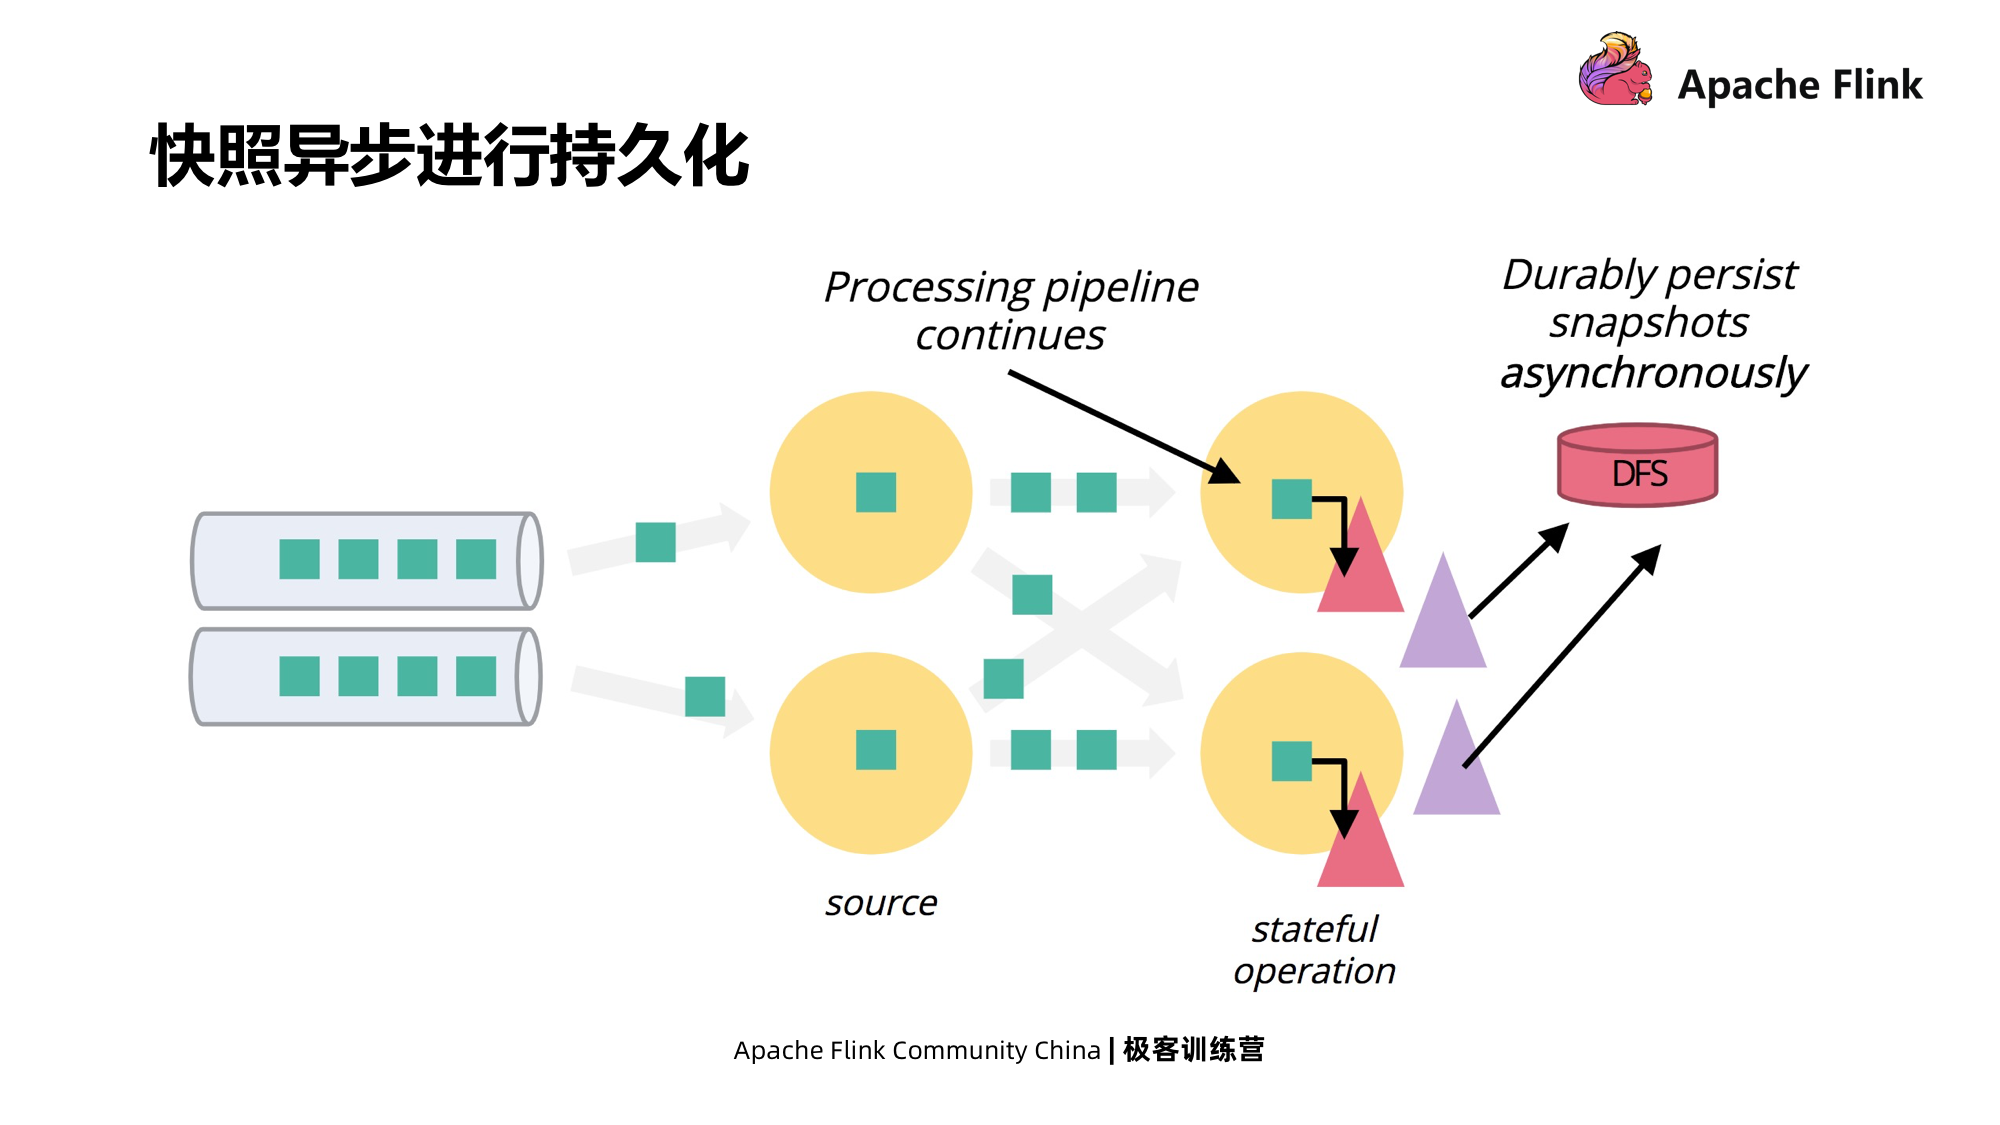 Apache Flink
快照异步进行持久化
Processing pipeline
continues
Durably persist
snapshots
asynchronously
DFS
source
stateful
operation
Apache Flink Community China | 极客训练营